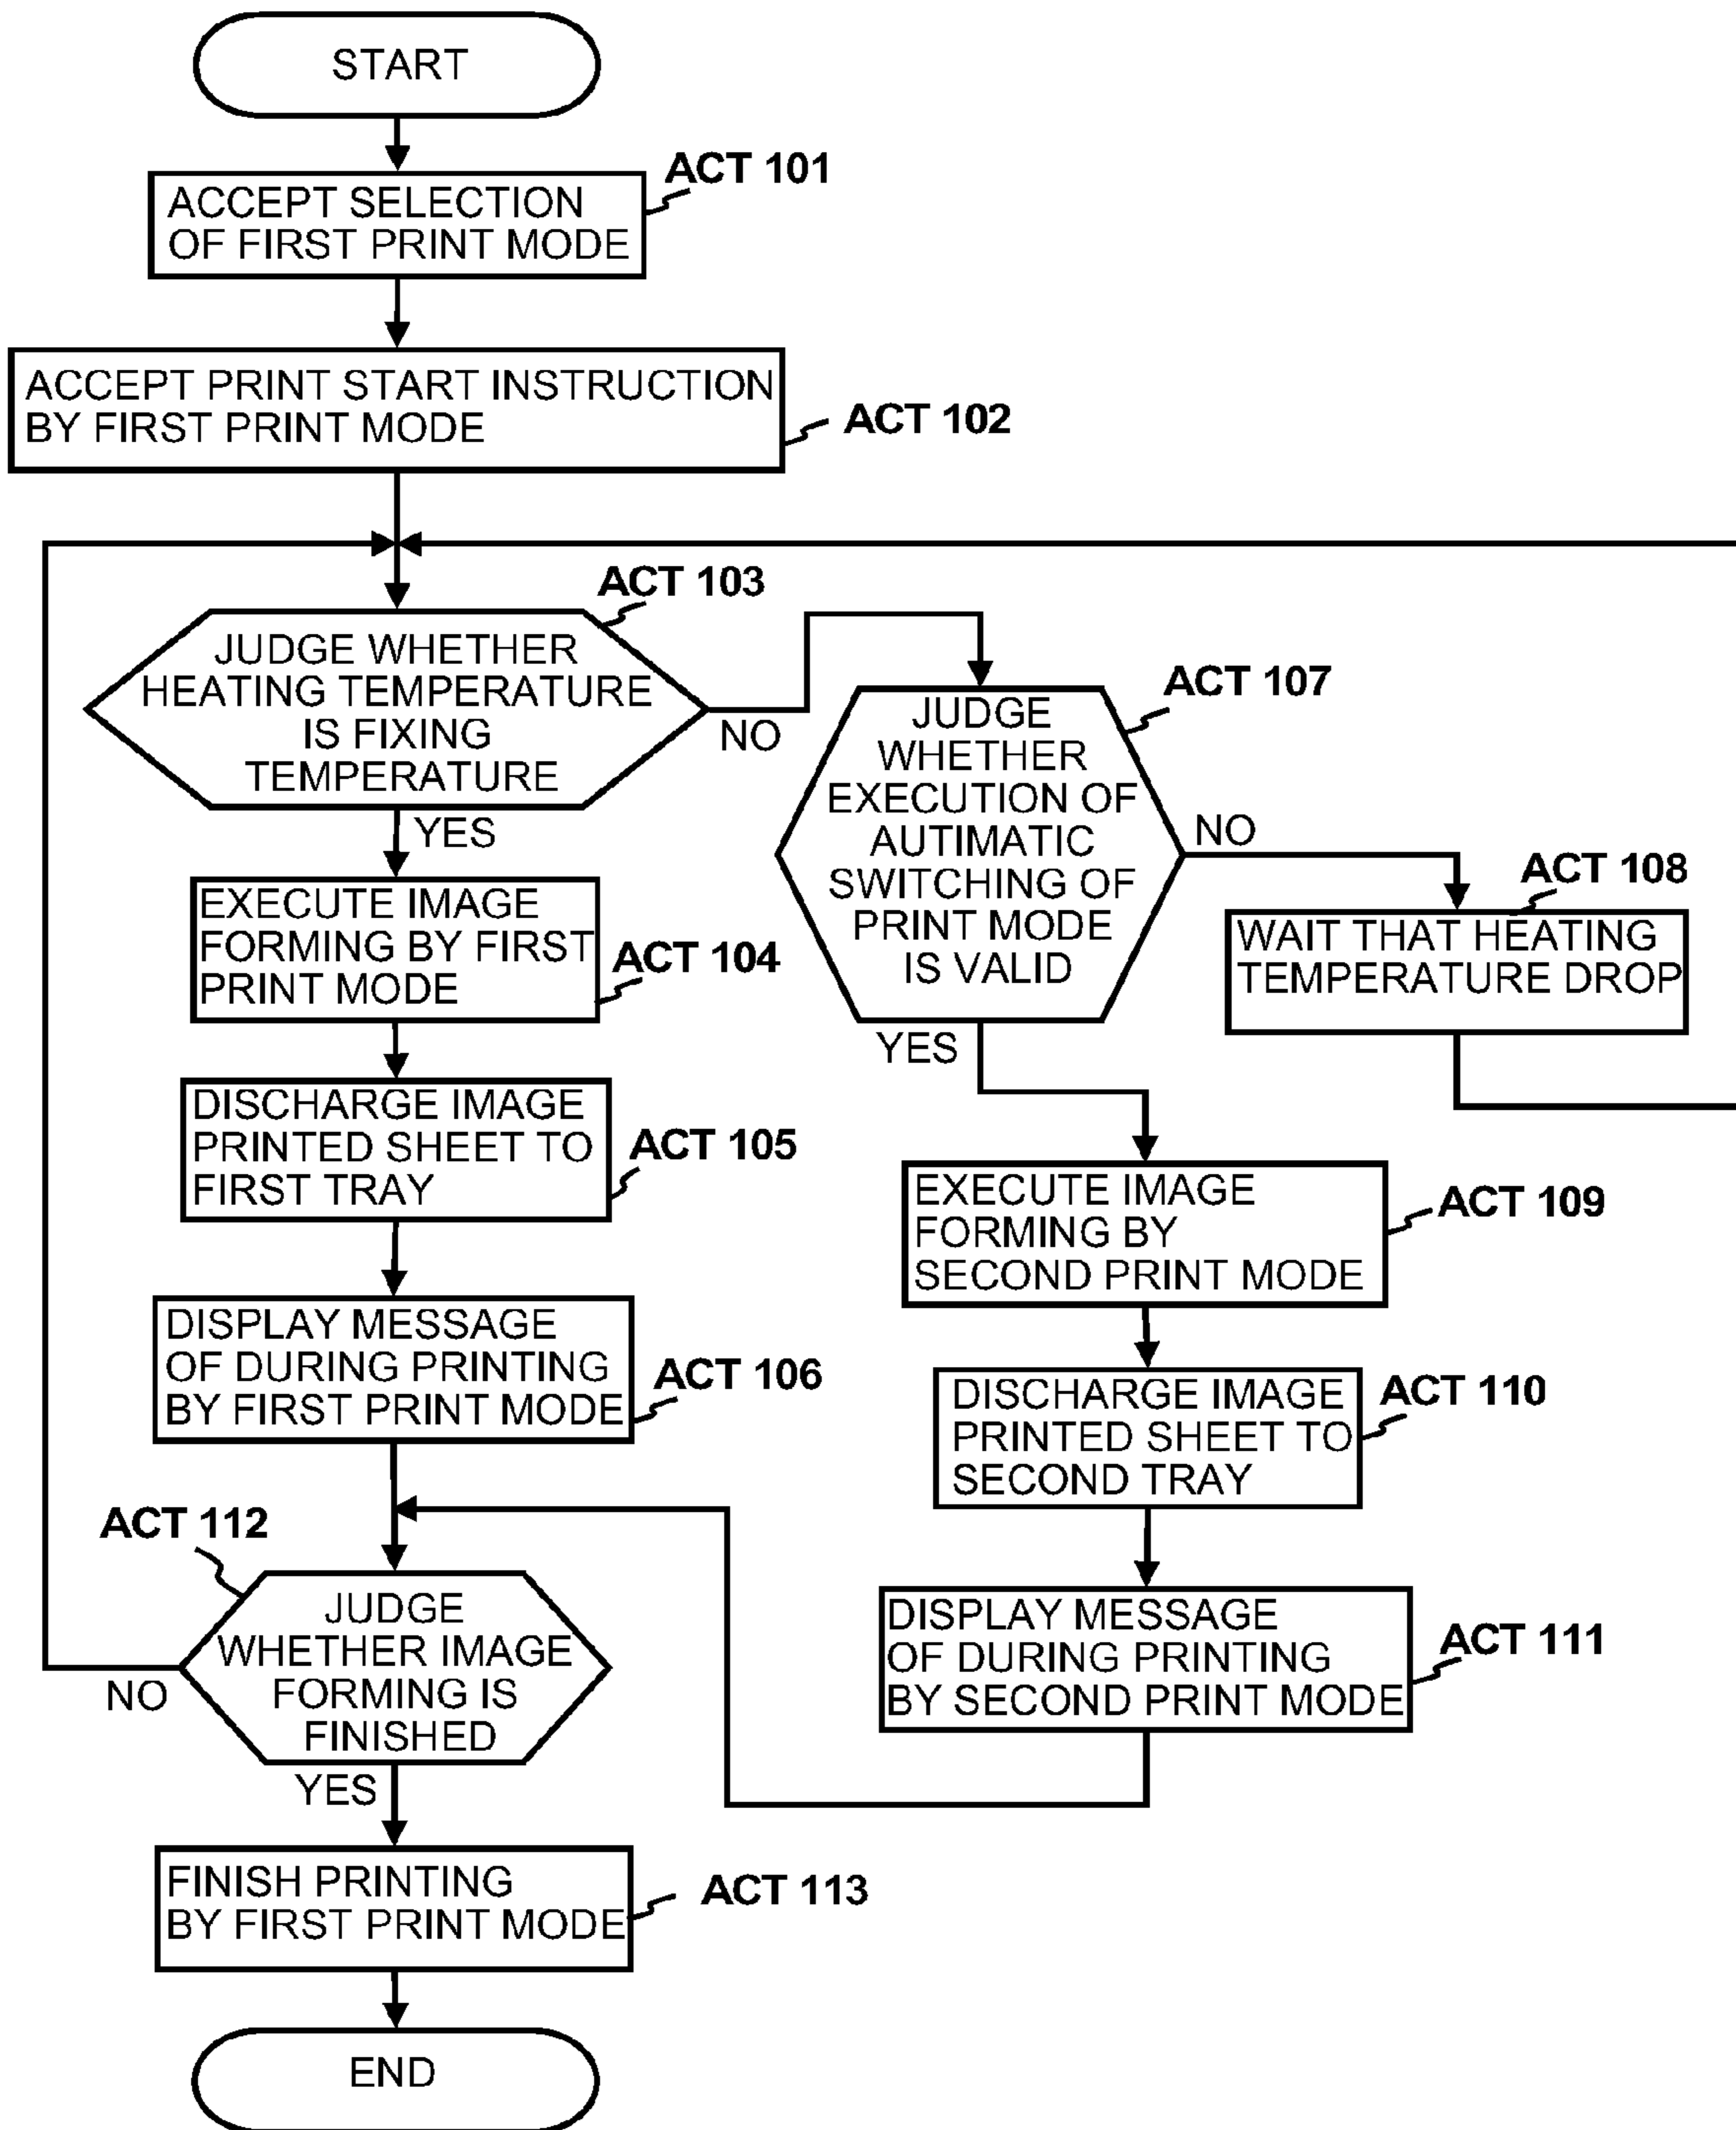 START
ACT 101
ACCEPT SELECTION
OF FIRST PRINT MODE
ACCEPT PRINT START INSTRUCTION
BY FIRST PRINT MODE
ACT 102
ACT 103
JUDGE WHETHER
HEATING TEMPERATURE
IS FIXING
TEMPERATURE
NO
YES
ACT 107
JUDGE
WHETHER
EXECUTION OF
AUTIMATIC
SWITCHING OF
PRINT MODE
IS VALID
NO
YES
ACT 108
WAIT THAT HEATING
TEMPERATURE DROP
EXECUTE IMAGE
FORMING BY FIRST
PRINT MODE
ACT 104
DISCHARGE IMAGE
PRINTED SHEET TO
FIRST TRAY
ACT 105
EXECUTE IMAGE
FORMING BY
SECOND PRINT MODE
ACT 109
DISPLAY MESSAGE
OF DURING PRINTING
BY FIRST PRINT MODE
ACT 106
DISCHARGE IMAGE
PRINTED SHEET TO
SECOND TRAY
ACT 110
ACT 112
JUDGE
WHETHER IMAGE
FORMING IS
FINISHED
NO
YES
DISPLAY MESSAGE
OF DURING PRINTING
BY SECOND PRINT MODE
ACT 111
FINISH PRINTING
BY FIRST PRINT MODE
ACT 113
END